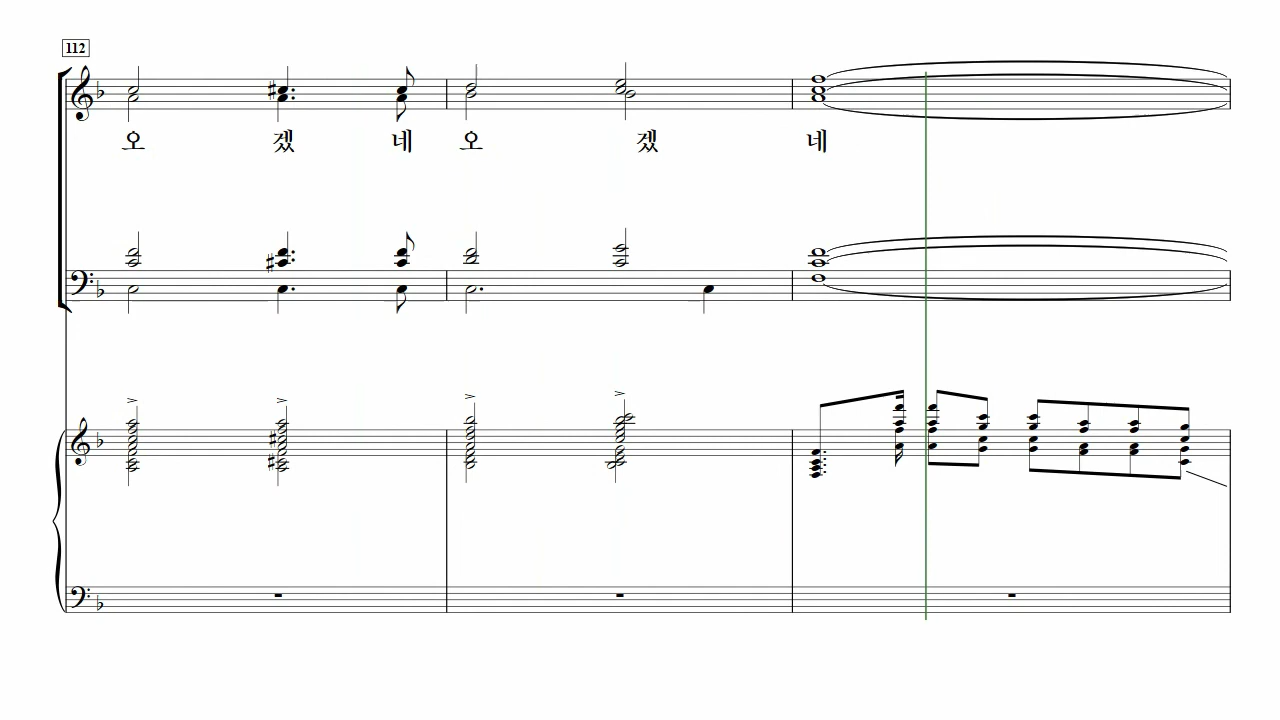 112
오 겠 네 오 겠 네